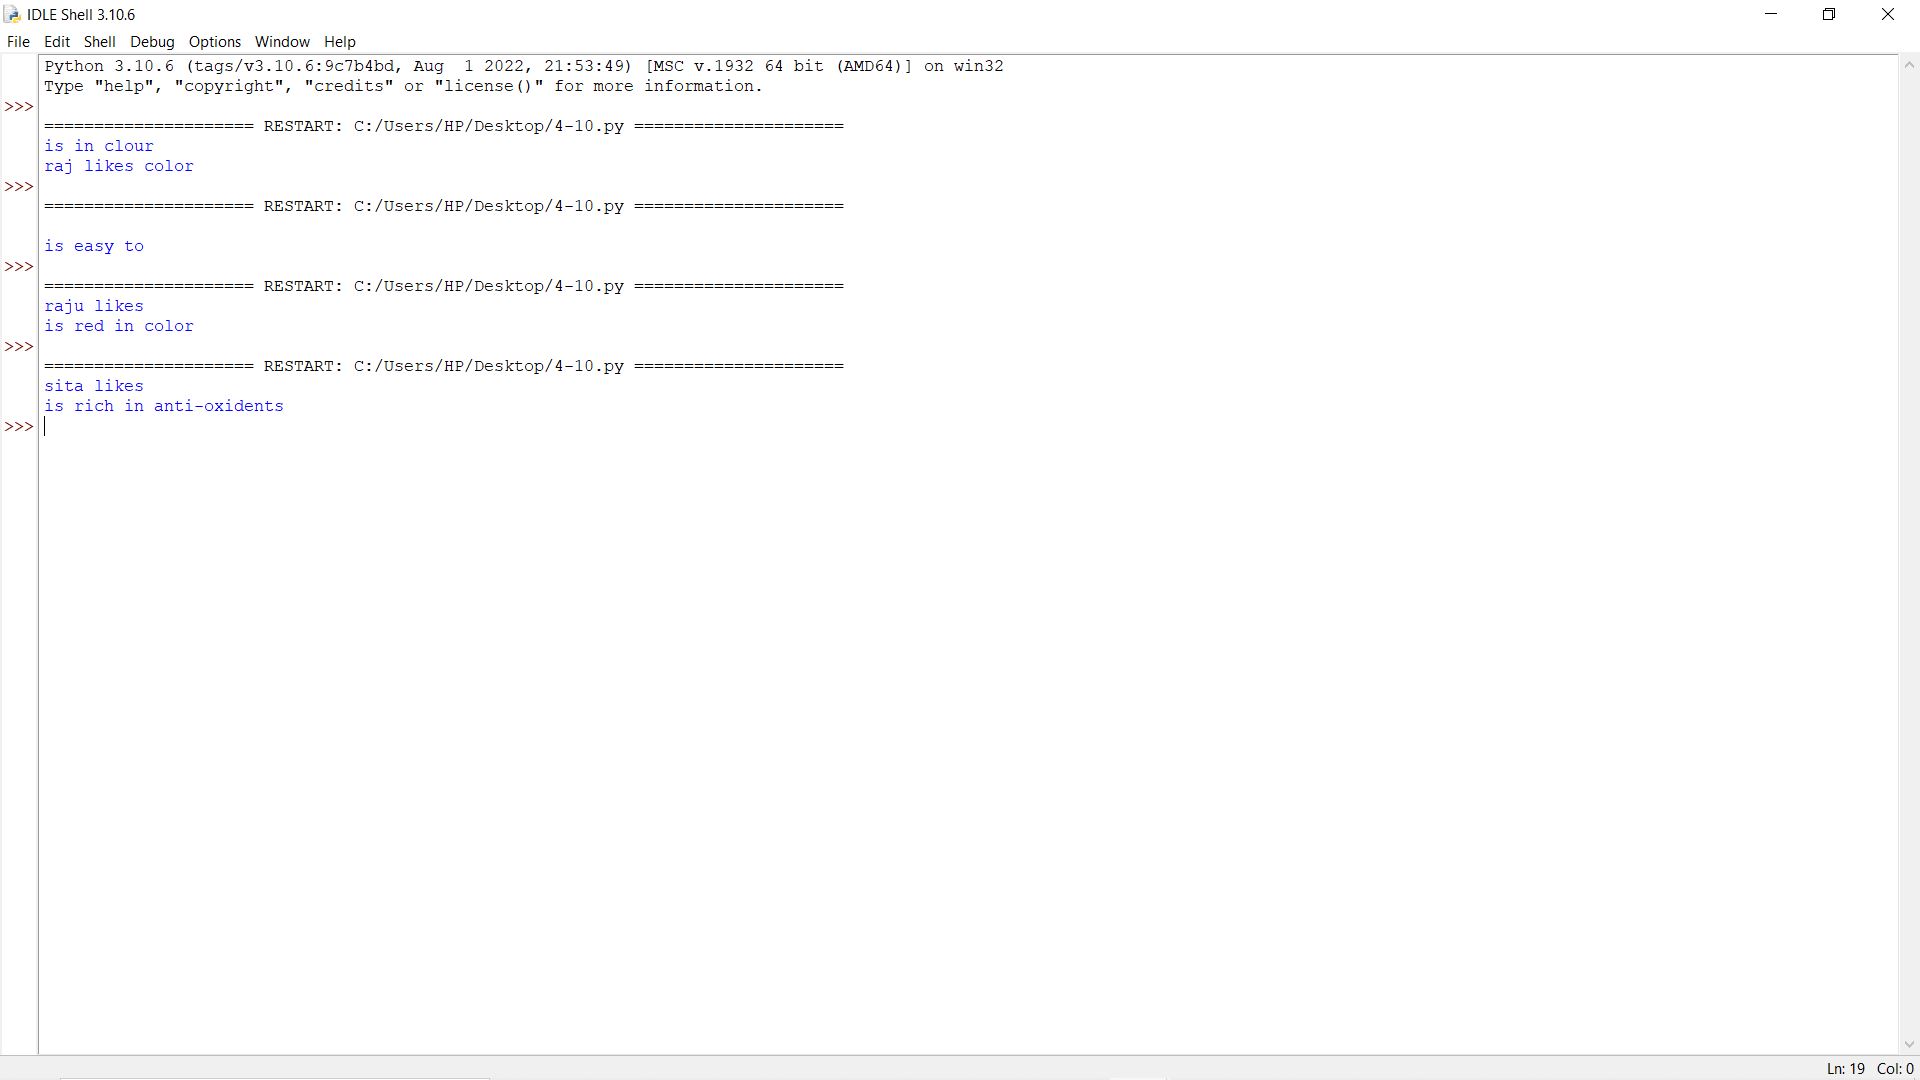 IDLE Shell 3.10.6
File Edit Shell Debug Options Window Help
Python 3.10.6 (tags/v3.10.6:9c7b4bd, Aug  1 2022, 21:53:49) [MSC v.1932 64 bit (AMD64)] on win32
Type "help", "copyright", "credits" or "license()" for more information.
>>>
===================== RESTART: C:/Users/HP/Desktop/4-10.py =====================
is in clour
raj likes color
>>>
===================== RESTART: C:/Users/HP/Desktop/4-10.py =====================
is easy to
>>>
===================== RESTART: C:/Users/HP/Desktop/4-10.py =====================
raju likes
is red in color
>>>
===================== RESTART: C:/Users/HP/Desktop/4-10.py =====================
sita likes
is rich in anti-oxidents
>>>
Ln: 19 Col: 0